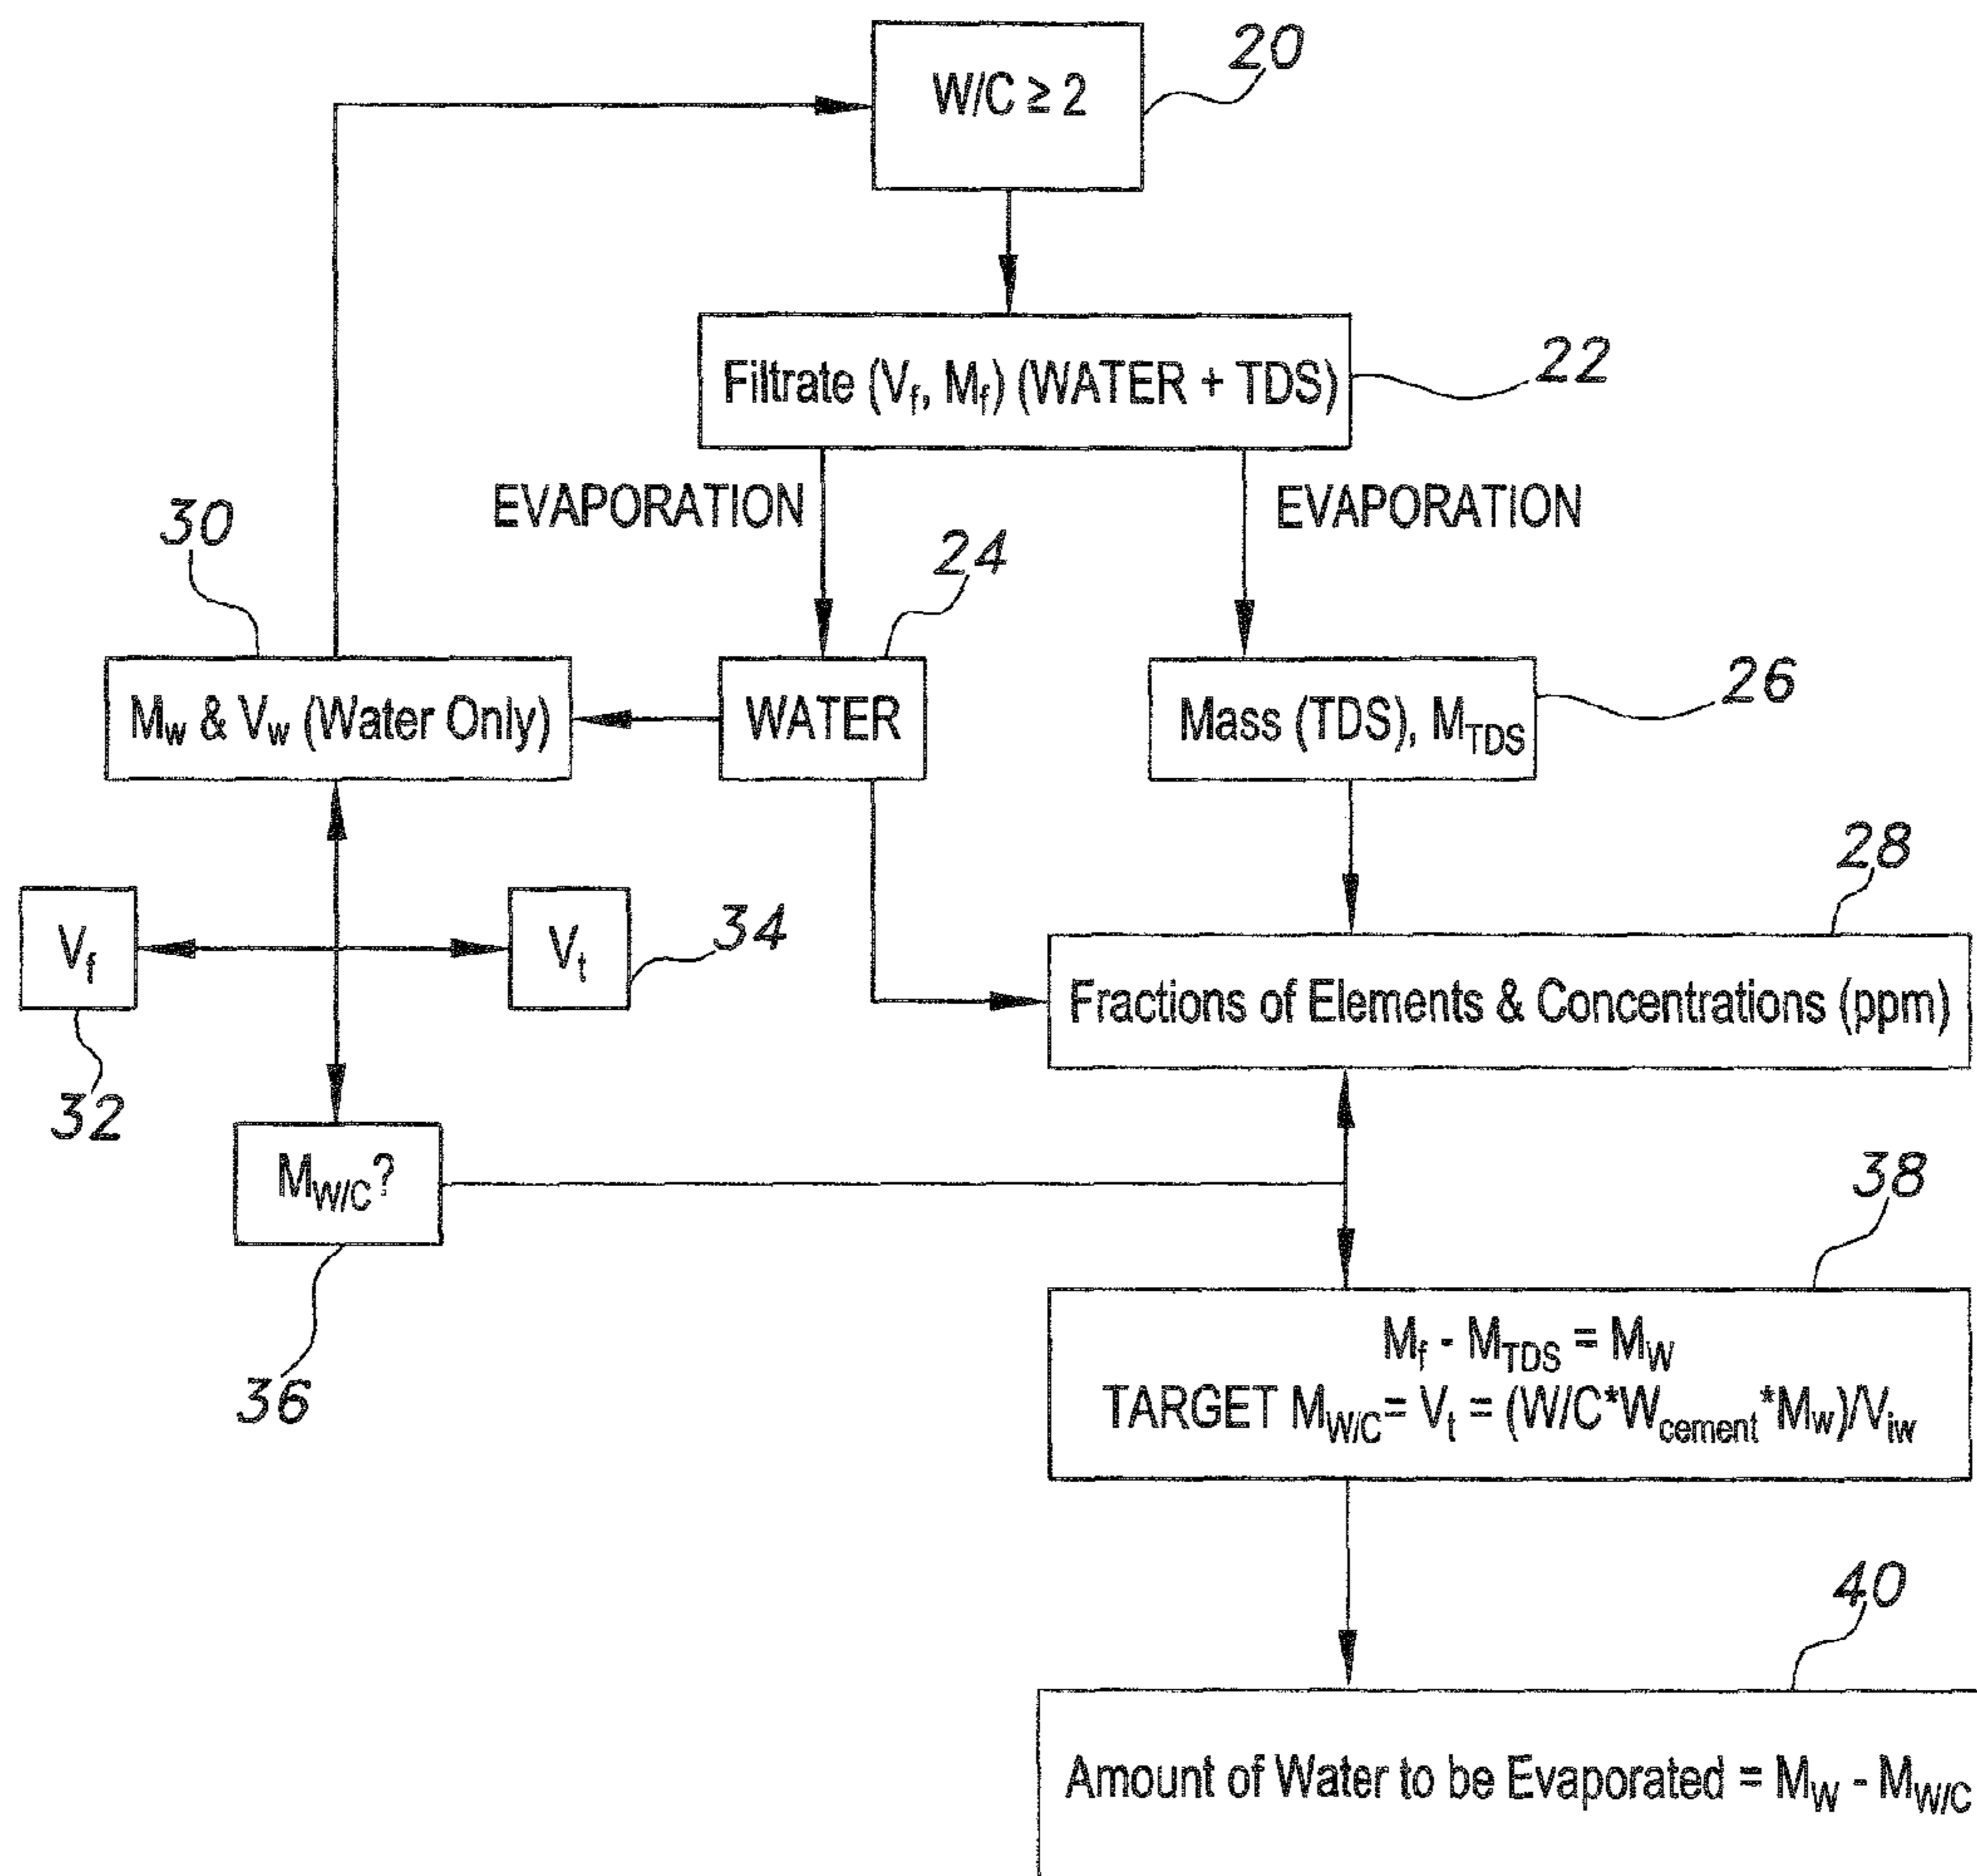 20
W/C ≥ 2
22
Filtrate (Vf, Mf) (WATER + TDS)
EVAPORATION
EVAPORATION
30
24
26
Mw & Vw (Water Only)
WATER
Mass (TDS), MTDS
28
Vf
Vt
34
Fractions of Elements & Concentrations (ppm)
32
MW/C?
38
36
Mf - MTDS = MW
TARGET MW/C= Vt = (W/C*Wcement*Mw)/Viw
40
Amount of Water to be Evaporated = MW - MW/C